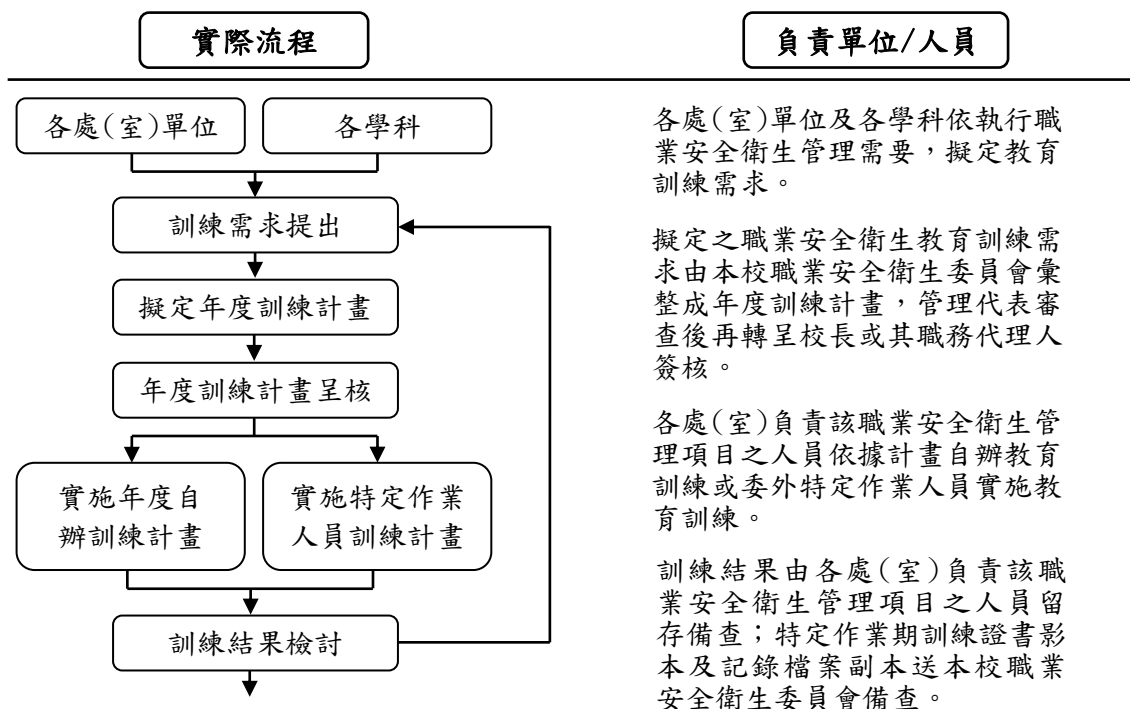 實際流程
負責單位/人員
各處(室)單位
各學科
訓練需求提出
擬定年度訓練計畫
年度訓練計畫呈核
實施年度自
辦訓練計畫
實施特定作業
人員訓練計畫
訓練結果檢討
各處(室)單位及各學科依執行職
業安全衛生管理需要，擬定教育
訓練需求。
擬定之職業安全衛生教育訓練需
求由本校職業安全衛生委員會彙
整成年度訓練計畫，管理代表審
查後再轉呈校長或其職務代理人
簽核。
各處(室)負責該職業安全衛生管
理項目之人員依據計畫自辦教育
訓練或委外特定作業人員實施教
育訓練。
訓練結果由各處(室)負責該職
業安全衛生管理項目之人員留
存備查；特定作業期訓練證書影
本及記錄檔案副本送本校職業
安全衛生委員會備查。